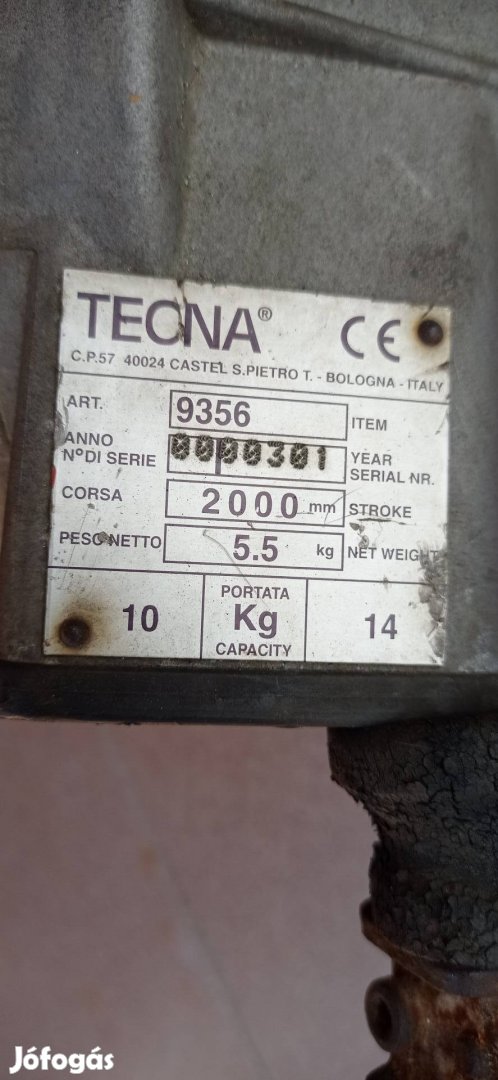 TECNA® CE
C.P.57 40024 CASTEL S.PIETRO T. - BOLOGNA - ITALY
ART. 9356 ITEM
ANNO YEAR
N°DI SERIE 0000301 SERIAL NR.
CORSA 2000 mm STROKE
PESO NETTO 5.5 kg NET WEIGHT
PORTATA
10 Kg 14
CAPACITY
Jófogás